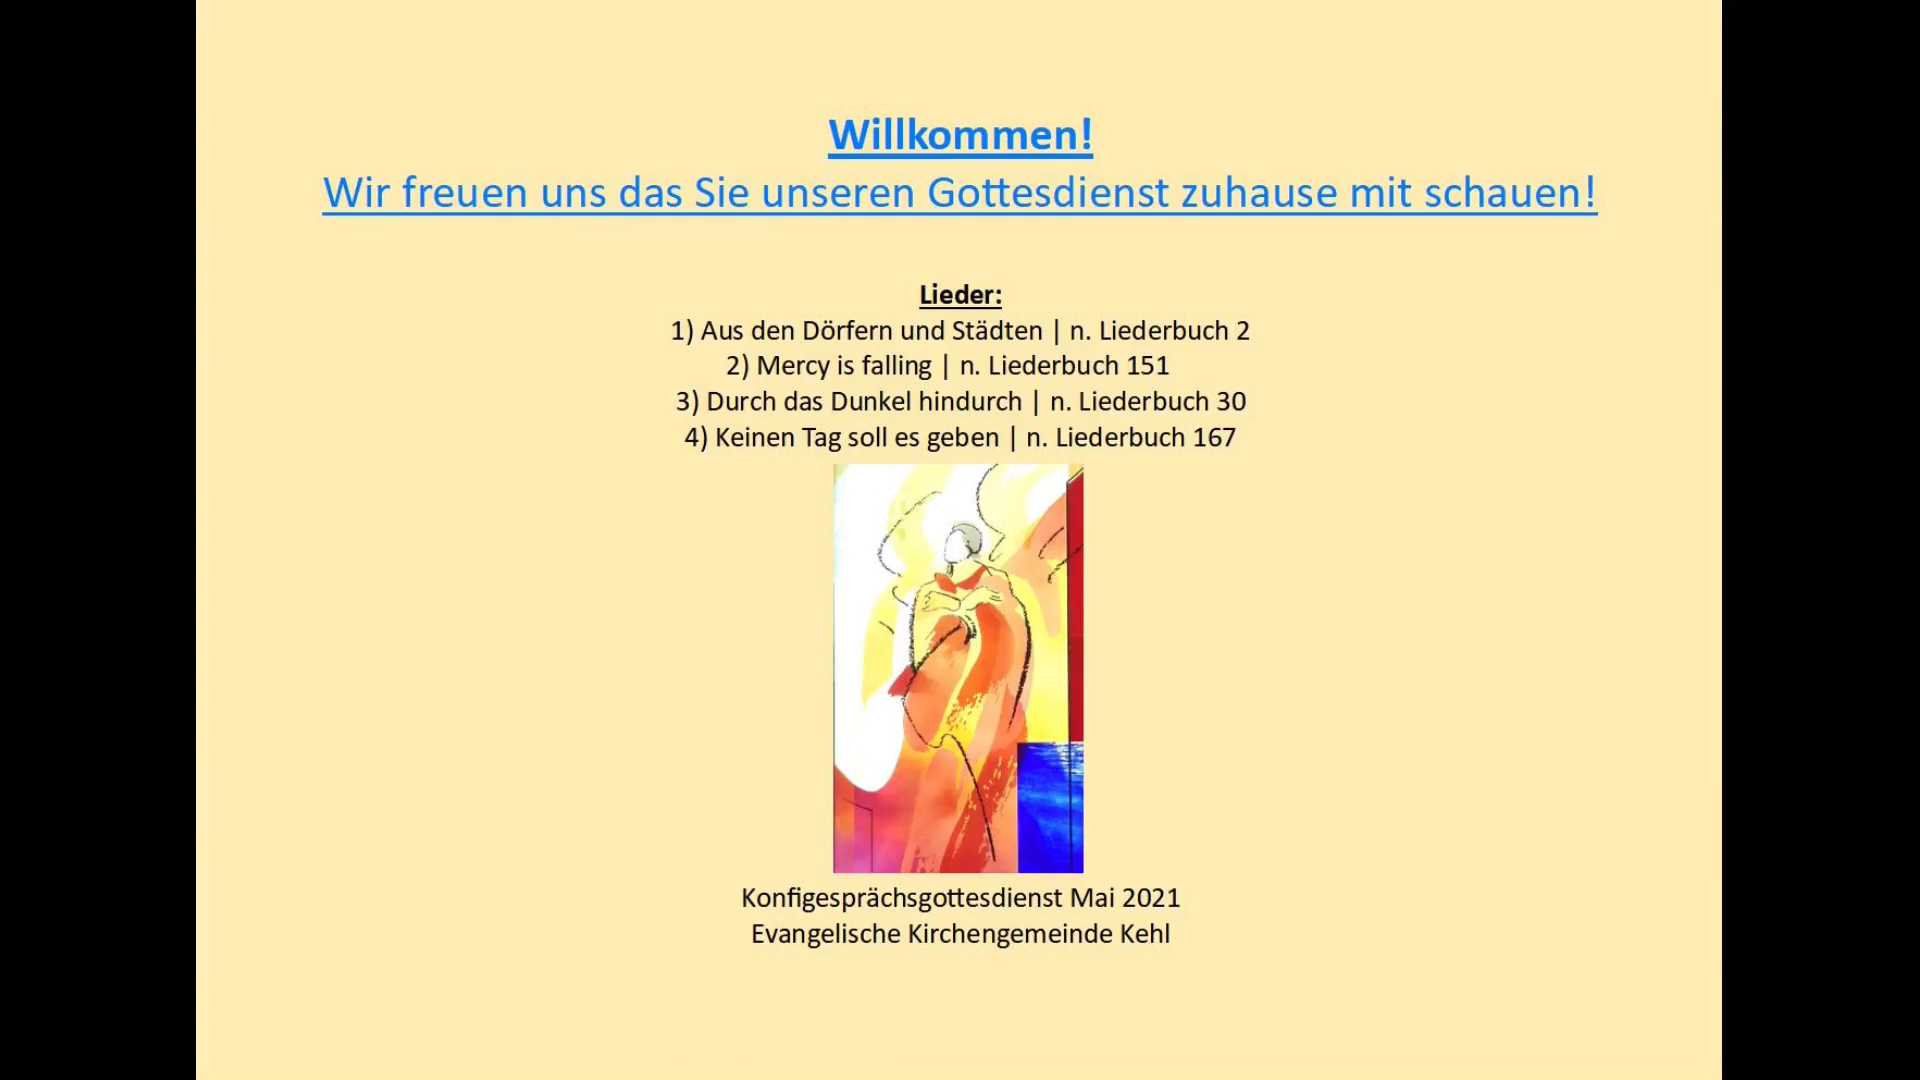 Willkommen!
Wir freuen uns das Sie unseren Gottesdienst zuhause mit schauen!
Lieder:
1) Aus den Dörfern und Städten | n. Liederbuch 2
2) Mercy is falling | n. Liederbuch 151
3) Durch das Dunkel hindurch | n. Liederbuch 30
4) Keinen Tag soll es geben | n. Liederbuch 167
Konfigesprächsgottesdienst Mai 2021
Evangelische Kirchengemeinde Kehl